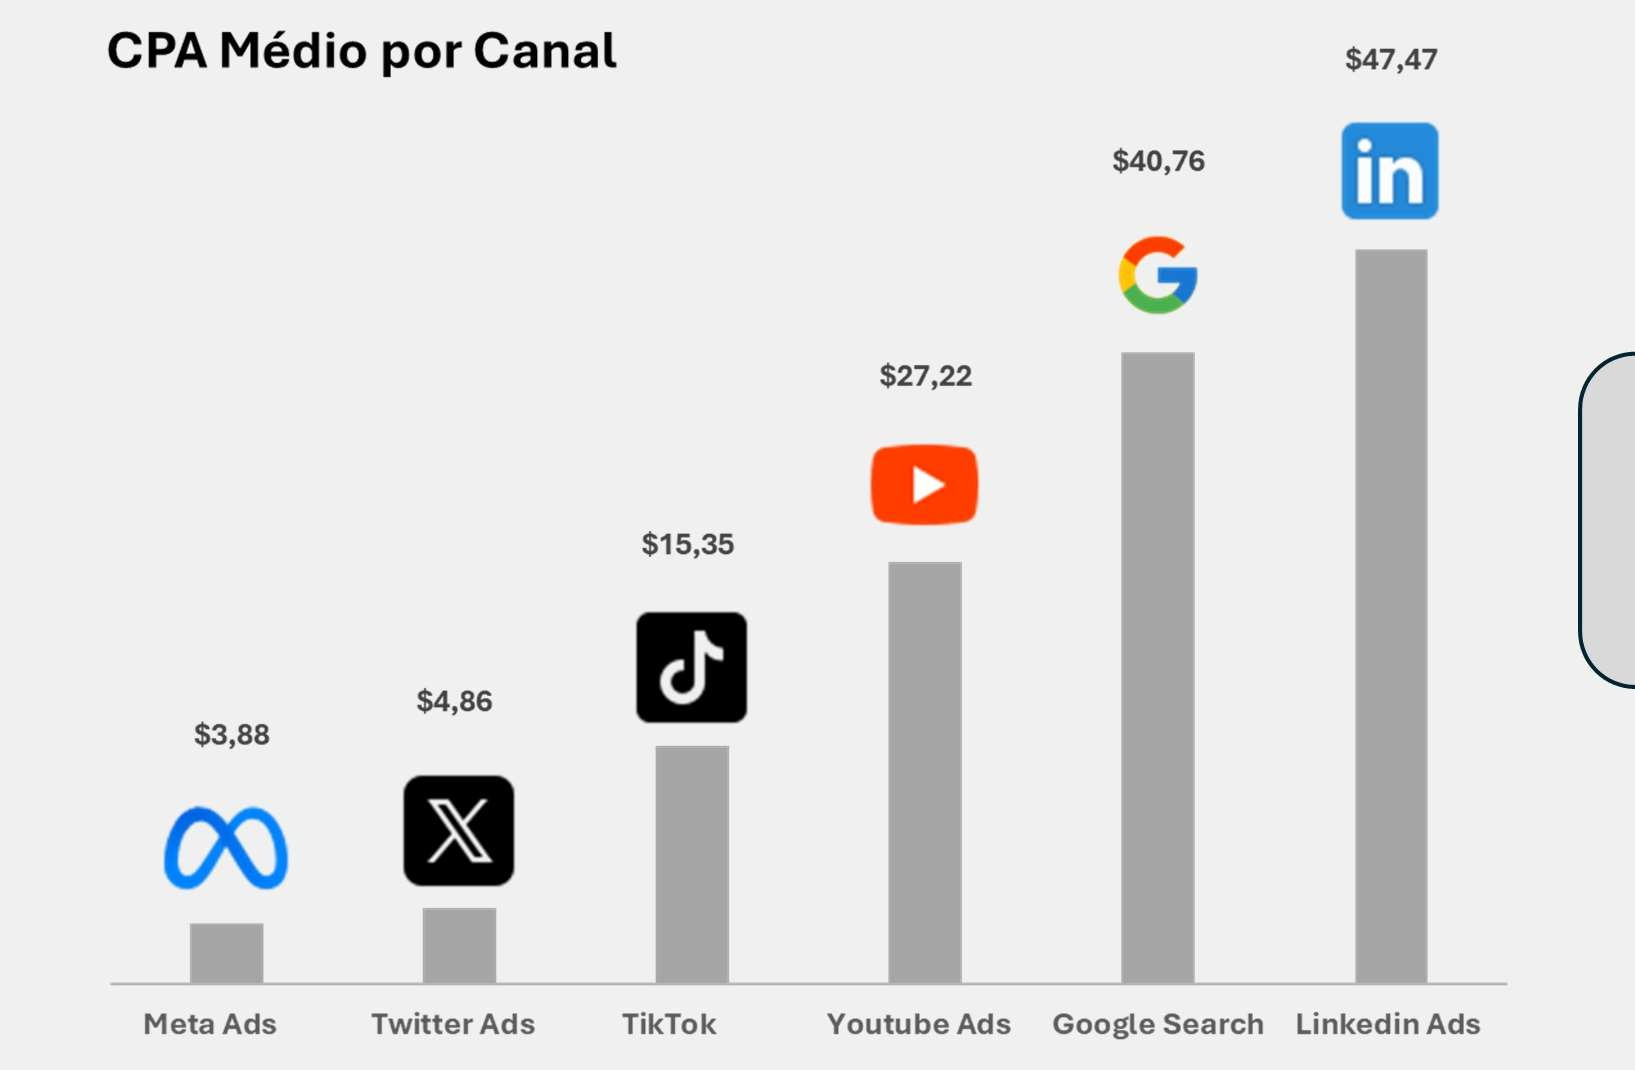 CPA Médio por Canal
$3,88
$4,86
$15,35
$27,22
$40,76
$47,47
in
Meta Ads
Twitter Ads
TikTok
Youtube Ads
Google Search
Linkedin Ads